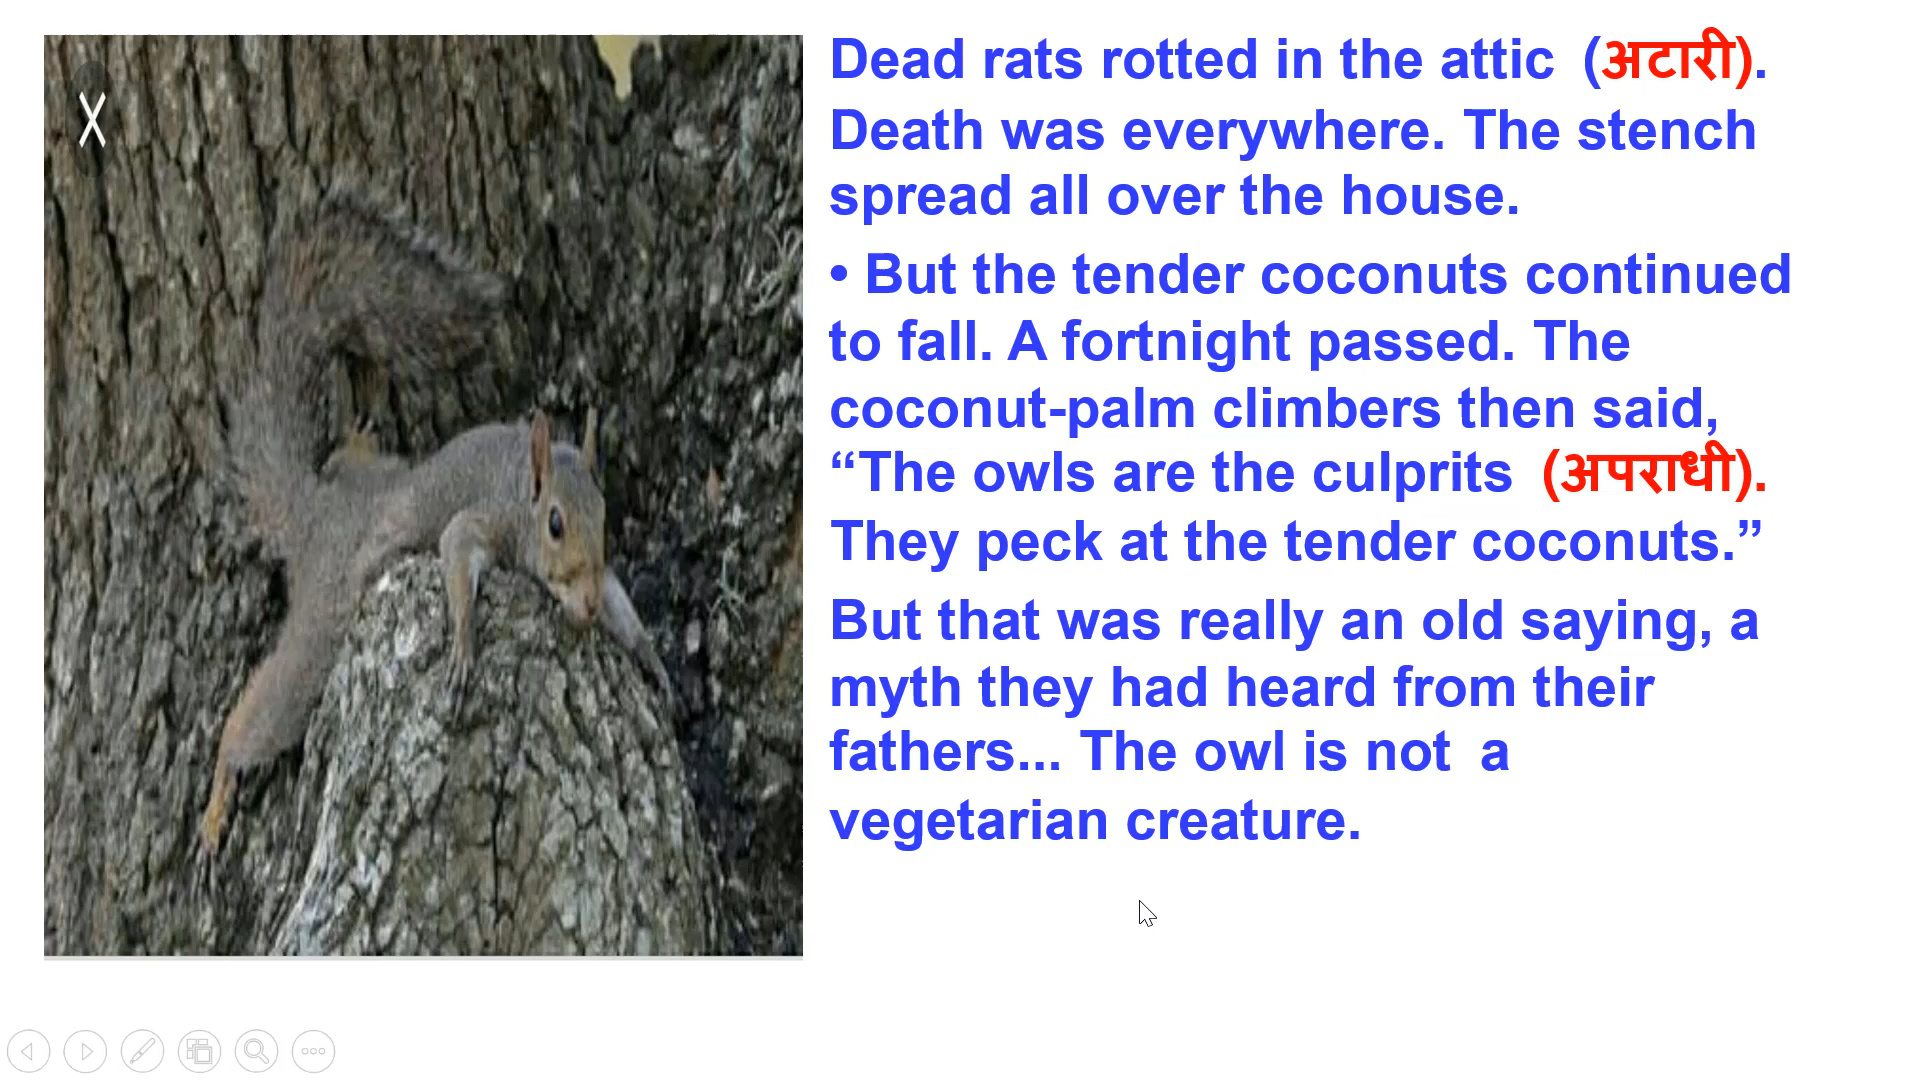 Dead rats rotted in the attic (अटारी).
Death was everywhere. The stench
spread all over the house.
• But the tender coconuts continued
to fall. A fortnight passed. The
coconut-palm climbers then said,
“The owls are the culprits (अपराधी).
They peck at the tender coconuts.”
But that was really an old saying, a
myth they had heard from their
fathers... The owl is not a
vegetarian creature.